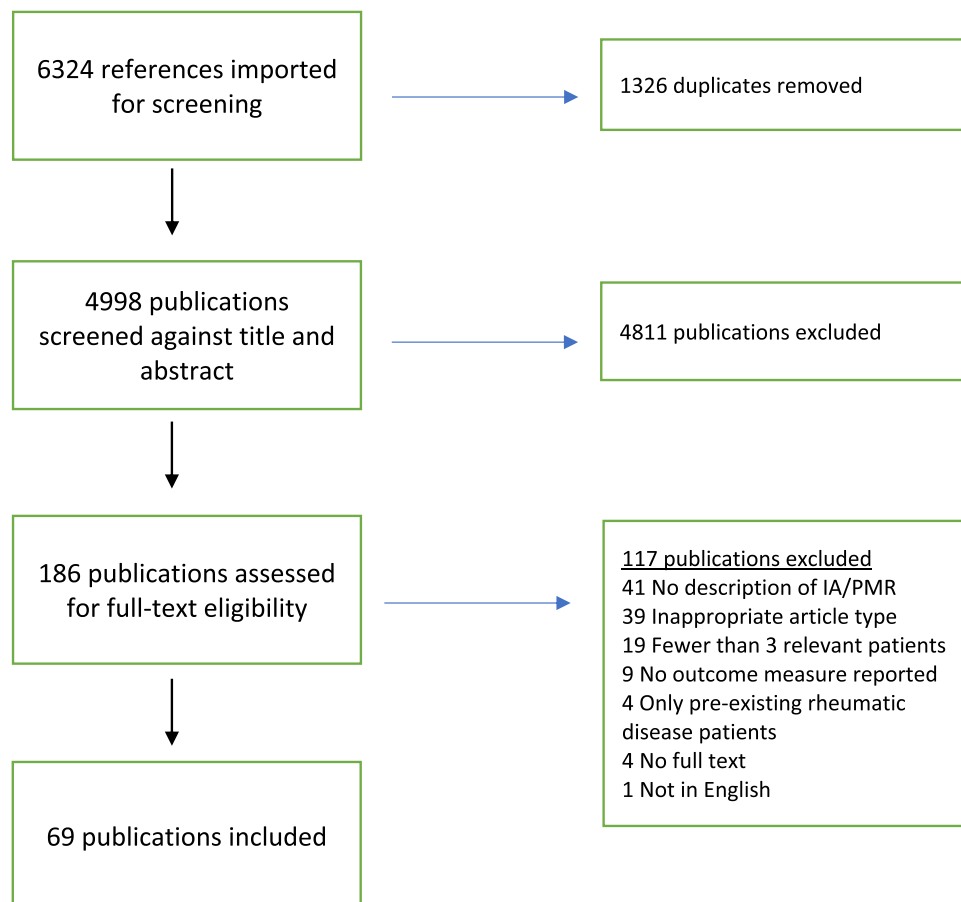 6324 references imported
for screening
1326 duplicates removed
4998 publications
screened against title and
abstract
4811 publications excluded
186 publications assessed
for full-text eligibility
117 publications excluded
41 No description of IA/PMR
39 Inappropriate article type
19 Fewer than 3 relevant patients
9 No outcome measure reported
4 Only pre-existing rheumatic
disease patients
4 No full text
1 Not in English
69 publications included